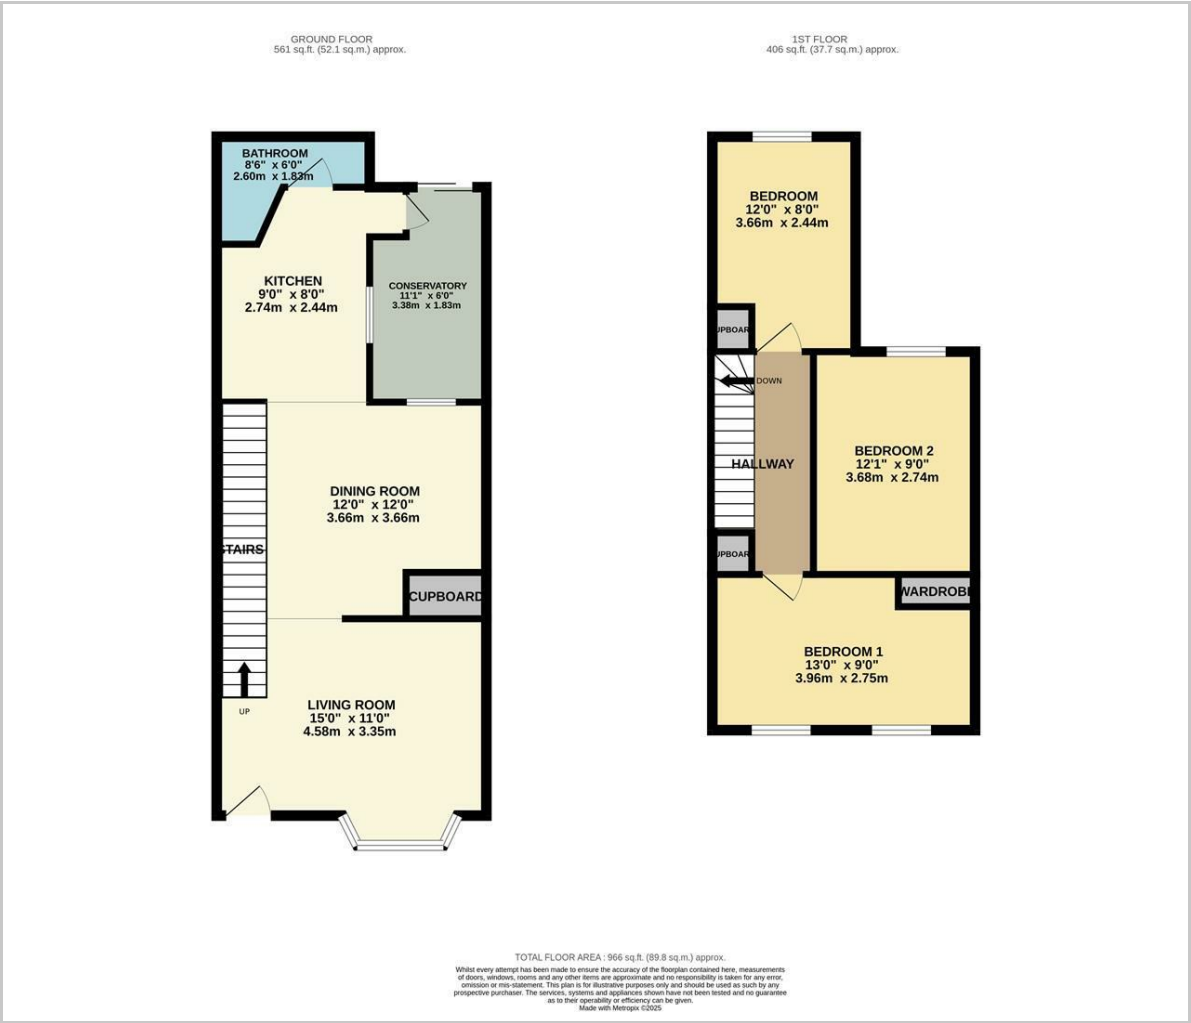 GROUND FLOOR
561 sq.ft. (52.1 sq.m.) approx.
1ST FLOOR
406 sq.ft. (37.7 sq.m.) approx.
BATHROOM
8'6" x 6'0"
2.60m x 1.83m
KITCHEN
9'0" x 8'0"
2.74m x 2.44m
CONSERVATORY
11'1" x 6'0"
3.38m x 1.83m
DINING ROOM
12'0" x 12'0"
3.66m x 3.66m
STAIRS
CUPBOARD
UP
LIVING ROOM
15'0" x 11'0"
4.58m x 3.35m
BEDROOM
12'0" x 8'0"
3.66m x 2.44m
UPBOAR
DOWN
HALLWAY
BEDROOM 2
12'1" x 9'0"
3.68m x 2.74m
UPBOAR
WARDROBE
BEDROOM 1
13'0" x 9'0"
3.96m x 2.75m
TOTAL FLOOR AREA : 966 sq.ft. (89.8 sq.m.) approx.
Whilst every attempt has been made to ensure the accuracy of the floorplan contained here, measurements
of doors, windows, rooms and any other items are approximate and no responsibility is taken for any error,
omission or mis-statement. This plan is for illustrative purposes only and should be used as such by any
prospective purchaser. The services, systems and appliances shown have not been tested and no guarantee
as to their operability or efficiency can be given.
Made with Metropix ©2025